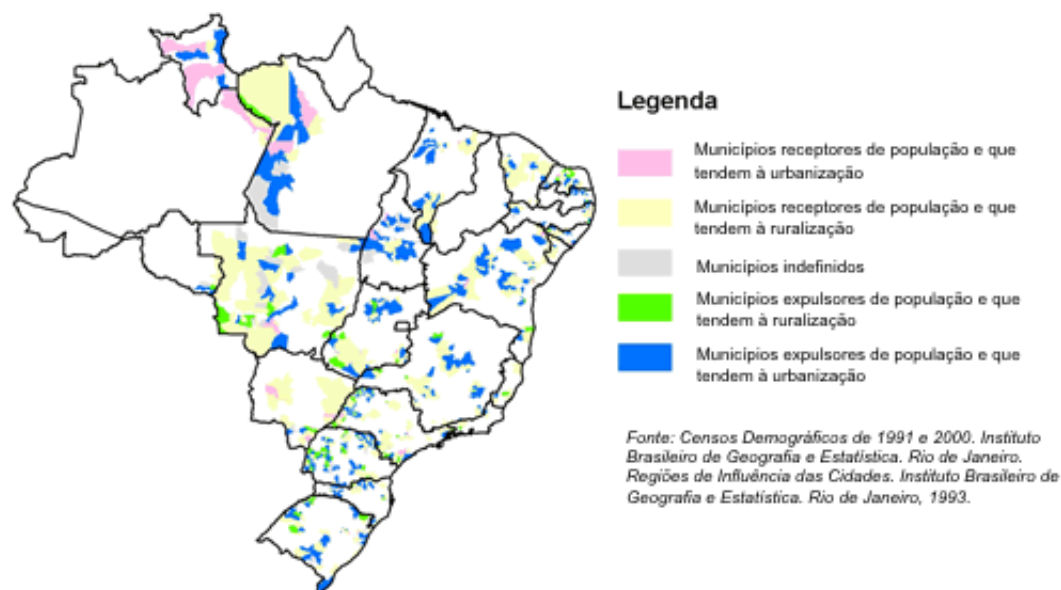 Legenda
Municípios receptores de população e que
tendem à urbanização
Municípios receptores de população e que
tendem à ruralização
Municípios indefinidos
Municípios expulsores de população e que
tendem à ruralização
Municípios expulsores de população e que
tendem à urbanização
Fonte: Censos Demográficos de 1991 e 2000. Instituto
Brasileiro de Geografia e Estatística. Rio de Janeiro.
Regiões de Influência das Cidades. Instituto Brasileiro de
Geografia e Estatística. Rio de Janeiro, 1993.